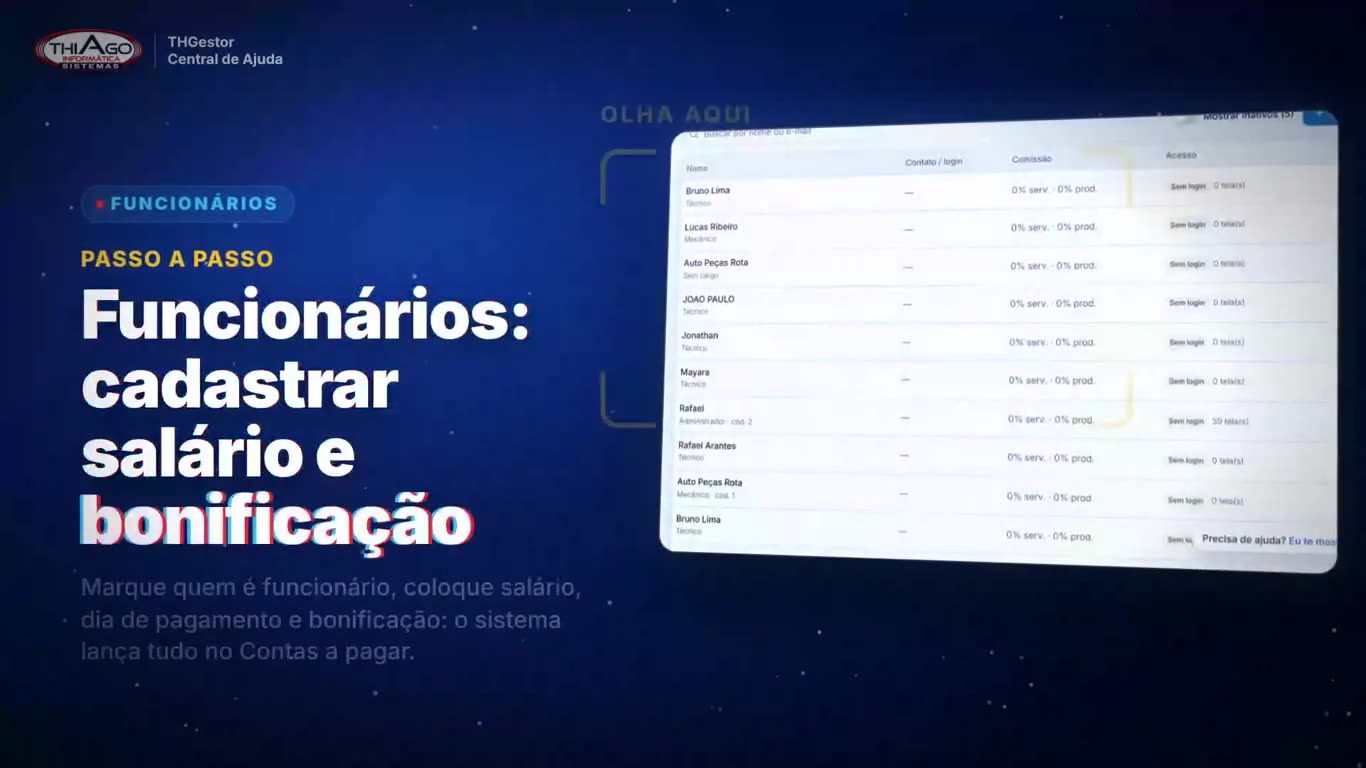 THIAGO
INFORMÁTICA
SISTEMAS
THGestor
Central de Ajuda
FUNCIONÁRIOS
PASSO A PASSO
Funcionários:
cadastrar
salário e
bonificação
Marque quem é funcionário, coloque salário,
dia de pagamento e bonificação: o sistema
lança tudo no Contas a pagar.
OLHA AQUI
Mostrar inativos (5)
Buscar por nome ou e-mail
Nome Contato / login Comissão Acesso
Bruno Lima — 0% serv. · 0% prod. Sem login 0 tela(s)
Técnico
Lucas Ribeiro — 0% serv. · 0% prod. Sem login 0 tela(s)
Mecânico
Auto Peças Rota — 0% serv. · 0% prod. Sem login 0 tela(s)
Sem cargo
JOAO PAULO — 0% serv. · 0% prod. Sem login 0 tela(s)
Técnico
Jonathan — 0% serv. · 0% prod. Sem login 0 tela(s)
Técnico
Mayara — 0% serv. · 0% prod. Sem login 0 tela(s)
Técnico
Rafael — 0% serv. · 0% prod. Sem login 59 tela(s)
Administrador · cód. 2
Rafael Arantes — 0% serv. · 0% prod. Sem login 0 tela(s)
Técnico
Auto Peças Rota — 0% serv. · 0% prod. Sem login 0 tela(s)
Mecânico · cód. 1
Bruno Lima — 0% serv. · 0% prod. Sem
Técnico
Precisa de ajuda? Eu te mos